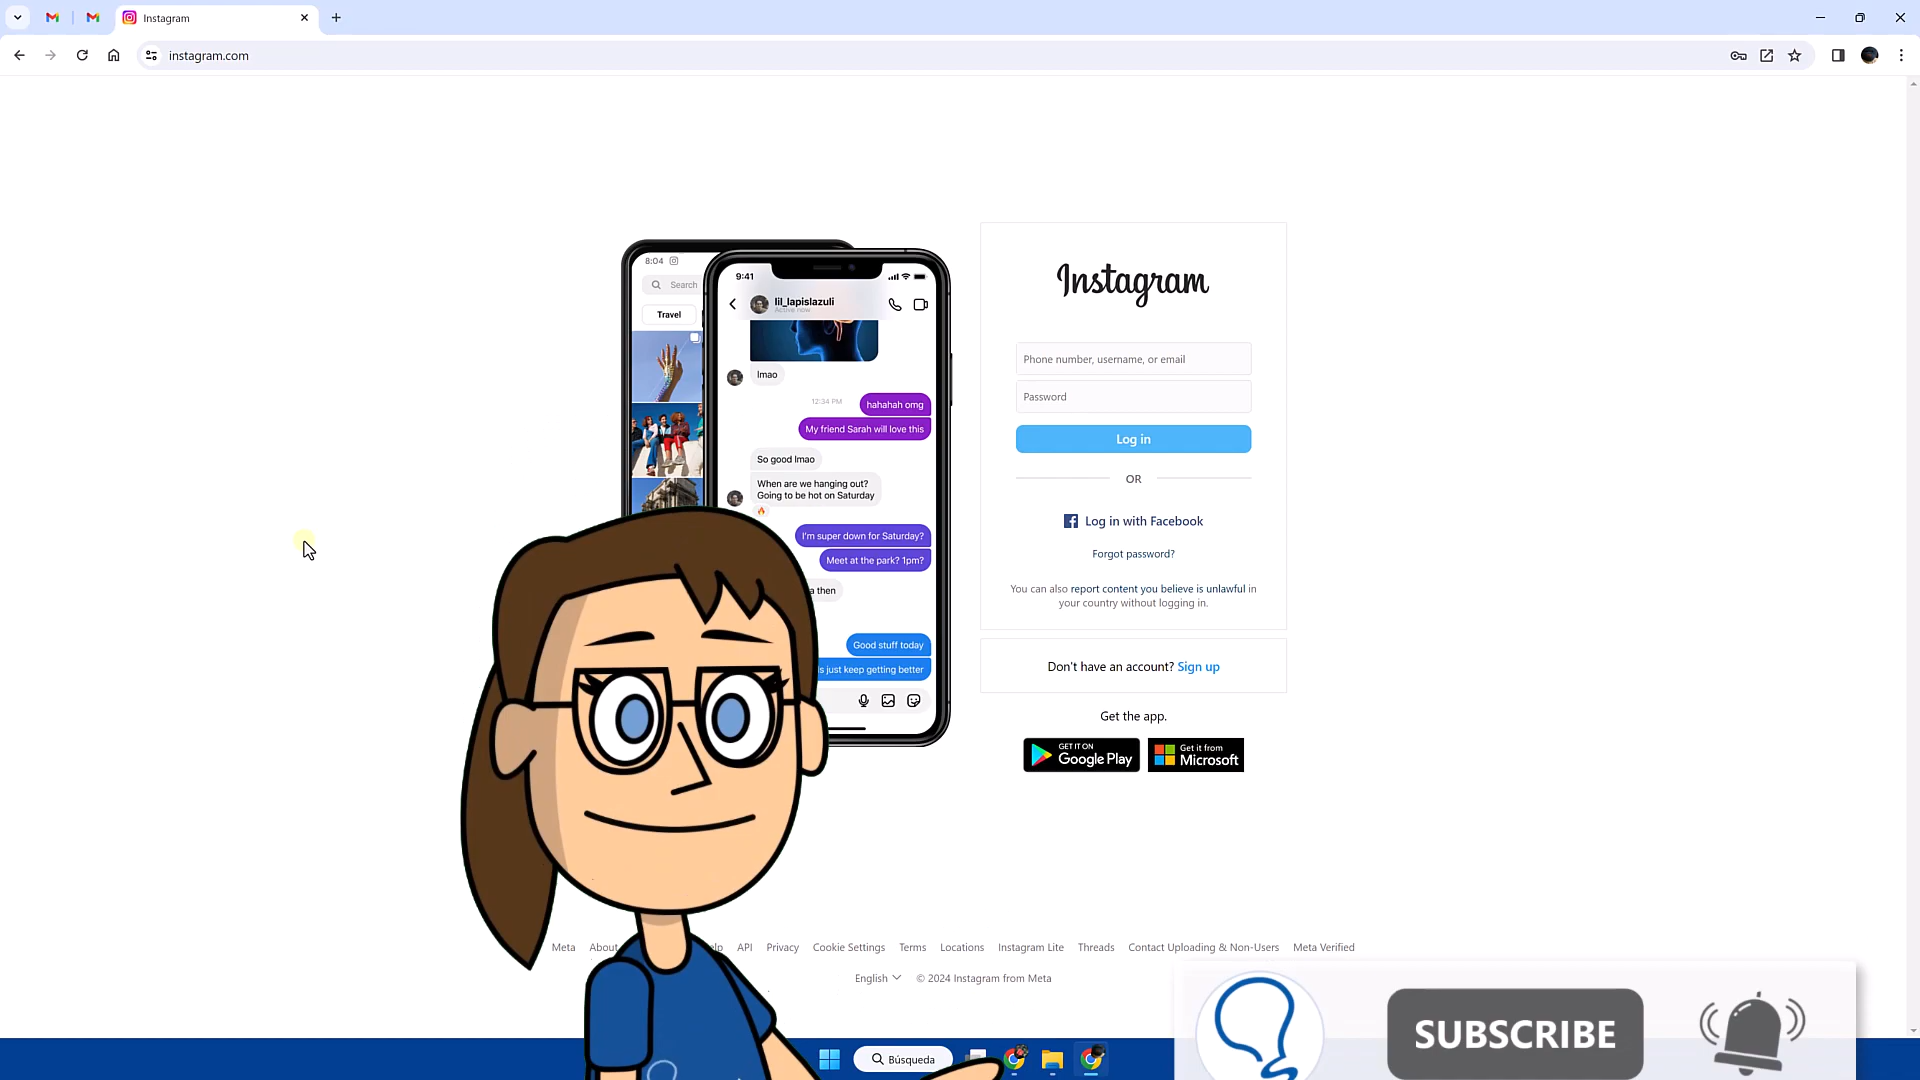 Instagram
instagram.com
8:04
Search
Travel
9:41
lil_lapislazuli
Active now
lmao
12:34 PM
hahahah omg
My friend Sarah will love this
So good lmao
When are we hanging out?
Going to be hot on Saturday
I'm super down for Saturday?
Meet at the park? 1pm?
then
Good stuff today
just keep getting better
Instagram
Phone number, username, or email
Password
Log in
OR
Log in with Facebook
Forgot password?
You can also report content you believe is unlawful in
your country without logging in.
Don't have an account? Sign up
Get the app.
GET IT ON
Google Play
Get it from
Microsoft
Meta About API Privacy Cookie Settings Terms Locations Instagram Lite Threads Contact Uploading & Non-Users Meta Verified
English © 2024 Instagram from Meta
Búsqueda
SUBSCRIBE